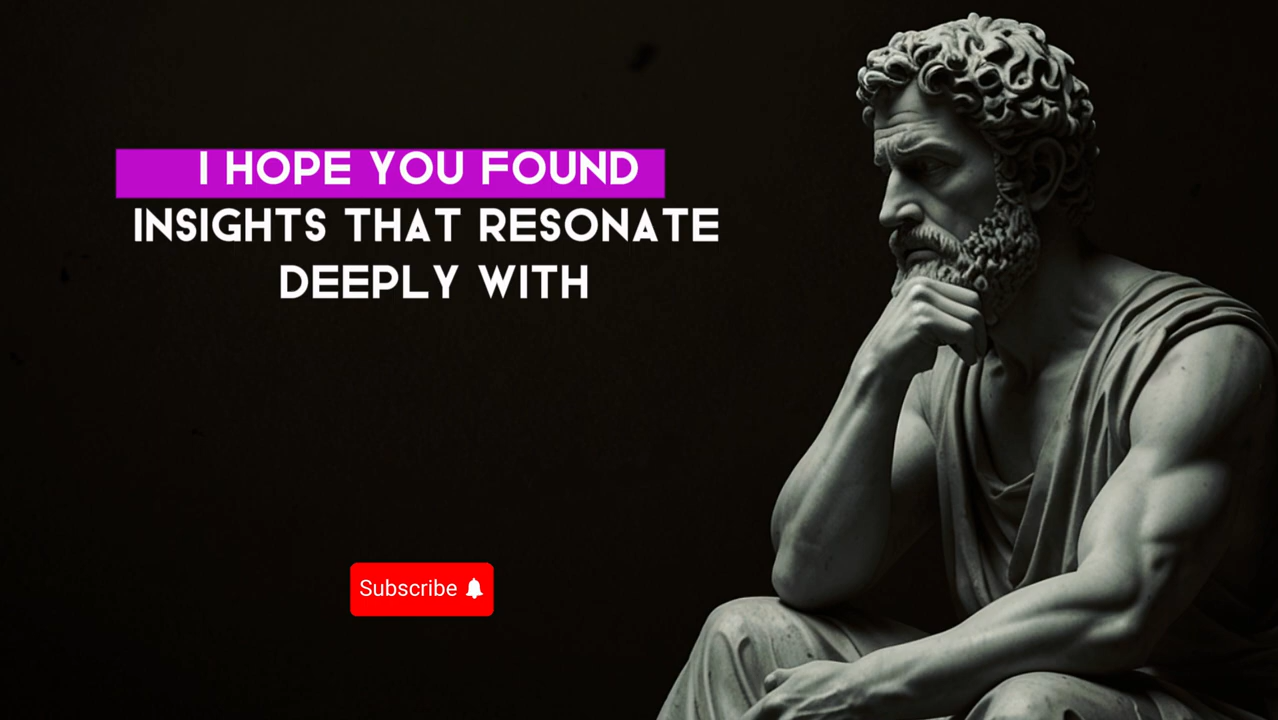 I HOPE YOU FOUND
INSIGHTS THAT RESONATE
DEEPLY WITH
Subscribe